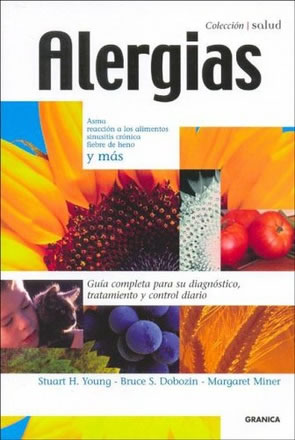 Colección | salud
Alergias
Asma
reacción a los alimentos
sinusitis crónica
fiebre de heno
y más
Guía completa para su diagnóstico,
tratamiento y control diario
Stuart H. Young - Bruce S. Dobozin - Margaret Miner
GRANICA